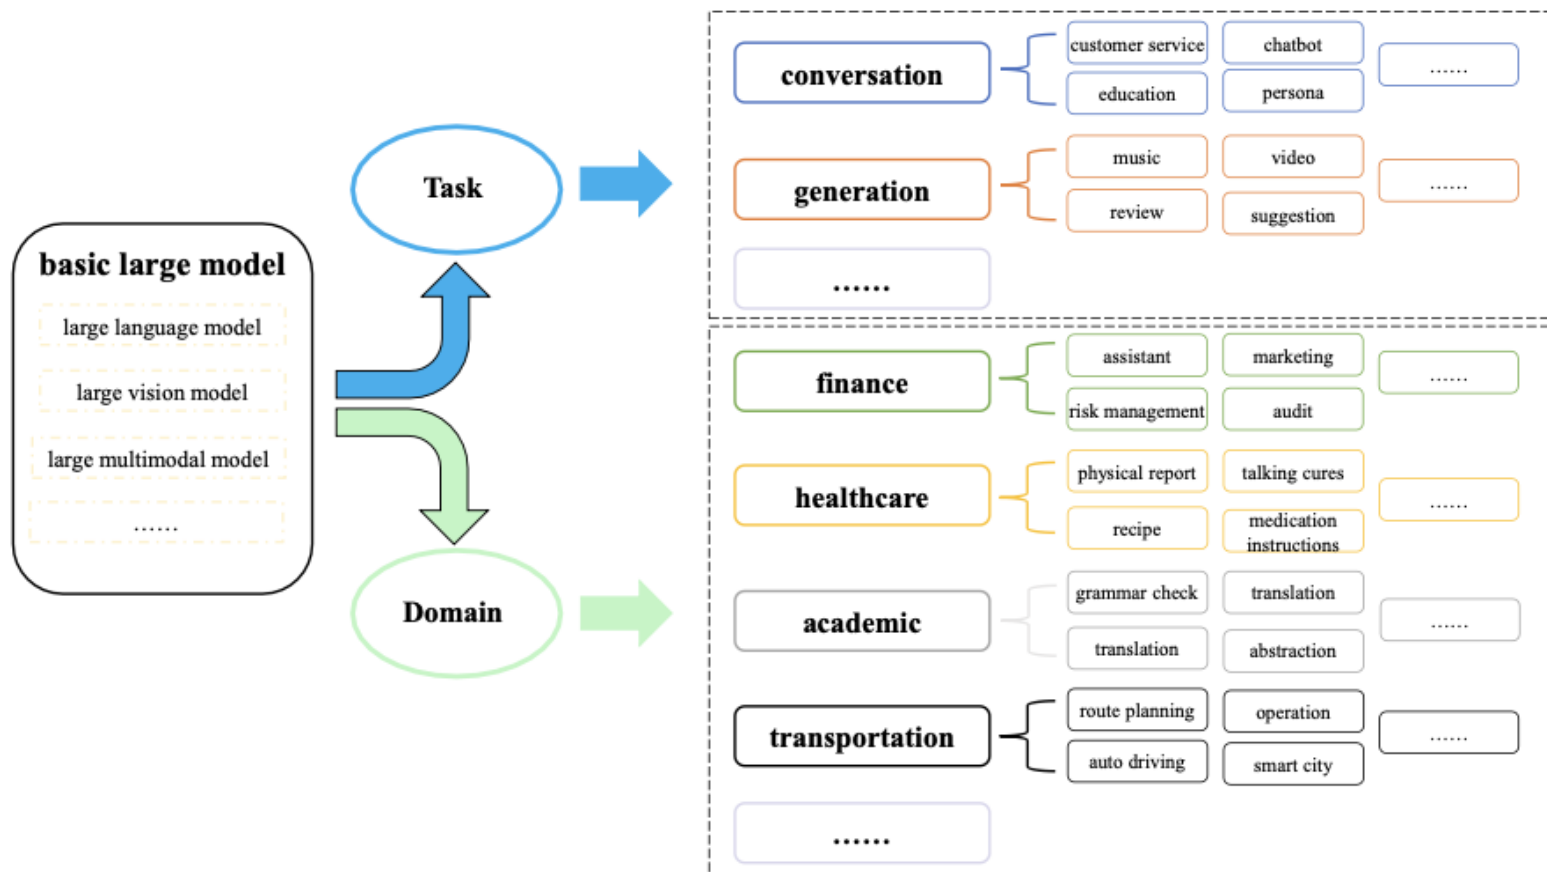 basic large model
large language model
large vision model
large multimodal model
......
Task
Domain
conversation
customer service
chatbot
education
persona
......
generation
music
video
review
suggestion
......
......
finance
assistant
marketing
risk management
audit
......
healthcare
physical report
talking cures
recipe
medication
instructions
......
academic
grammar check
translation
translation
abstraction
......
transportation
route planning
operation
auto driving
smart city
......
......